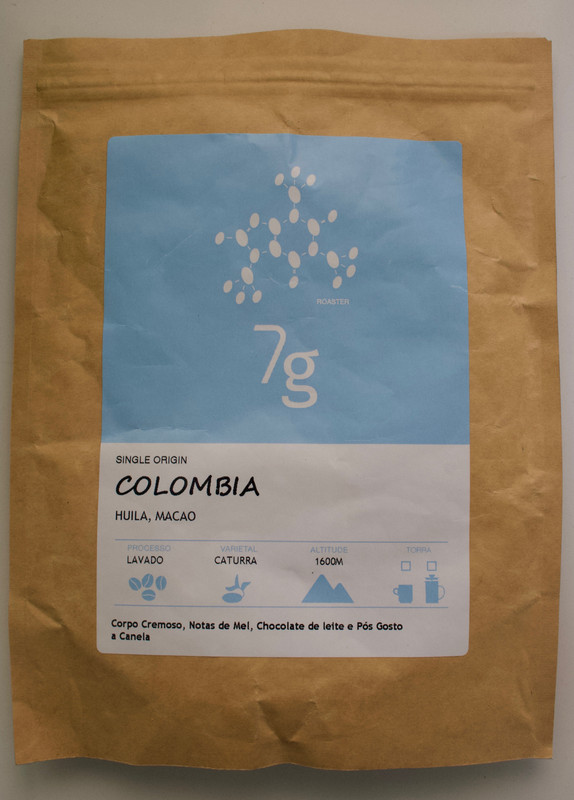 ROASTER
7g
SINGLE ORIGIN
COLOMBIA
HUILA, MACAO
PROCESSO VARIETAL ALTITUDE TORRA
LAVADO CATURRA 1600M
Corpo Cremoso, Notas de Mel, Chocolate de leite e Pós Gosto
a Canela